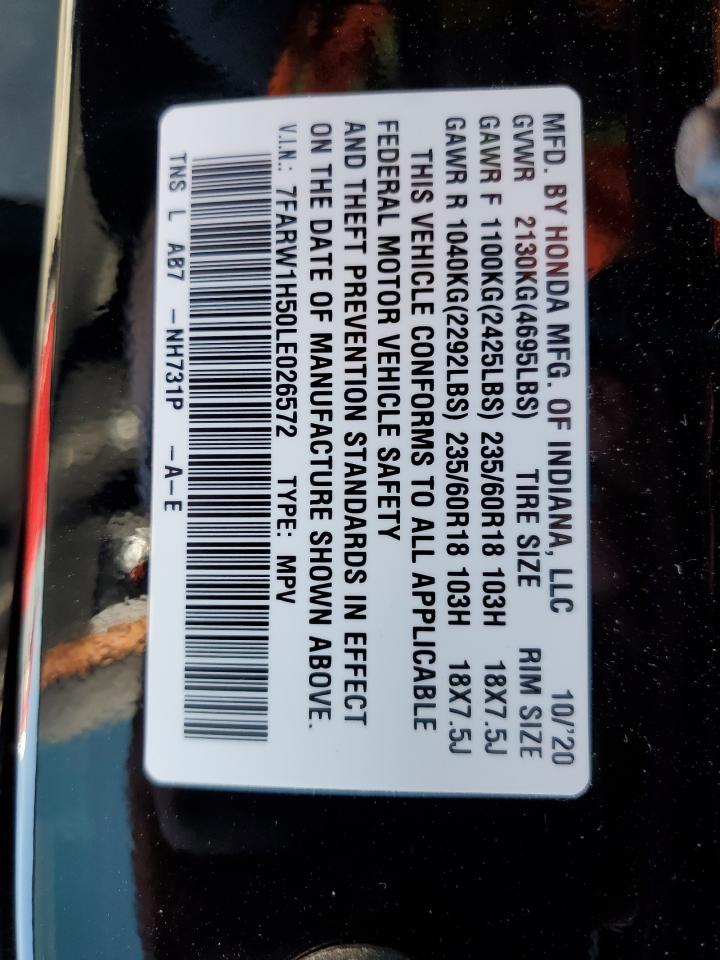 MFD. BY HONDA MFG. OF INDIANA, LLC 10/'20
GVWR 2130KG(4695LBS) TIRE SIZE RIM SIZE
GAWR F 1100KG(2425LBS) 235/60R18 103H 18X7.5J
GAWR R 1040KG(2292LBS) 235/60R18 103H 18X7.5J
THIS VEHICLE CONFORMS TO ALL APPLICABLE
FEDERAL MOTOR VEHICLE SAFETY
AND THEFT PREVENTION STANDARDS IN EFFECT
ON THE DATE OF MANUFACTURE SHOWN ABOVE.
V.I.N.: 7FARW1H50LE026572 TYPE: MPV
TNS L AB7 -NH731P -A-E